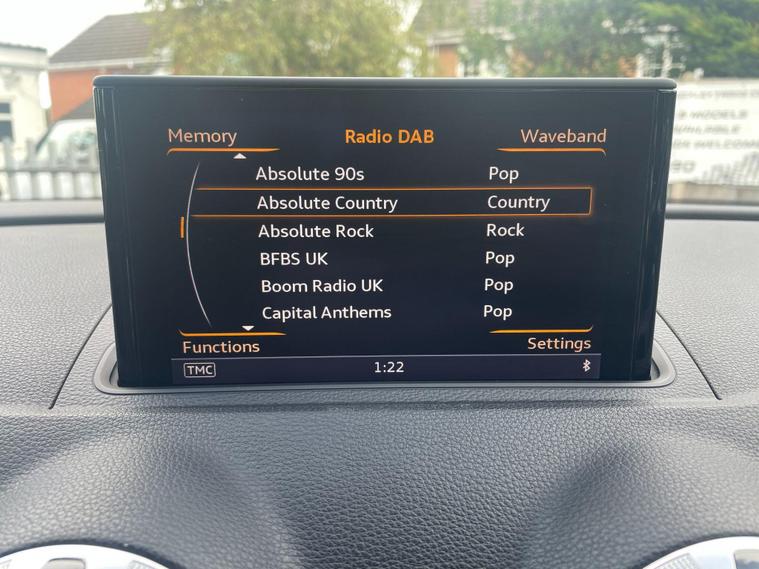 Memory Radio DAB Waveband
Absolute 90s Pop
Absolute Country Country
Absolute Rock Rock
BFBS UK Pop
Boom Radio UK Pop
Capital Anthems Pop
Functions Settings
TMC 1:22
MODELS